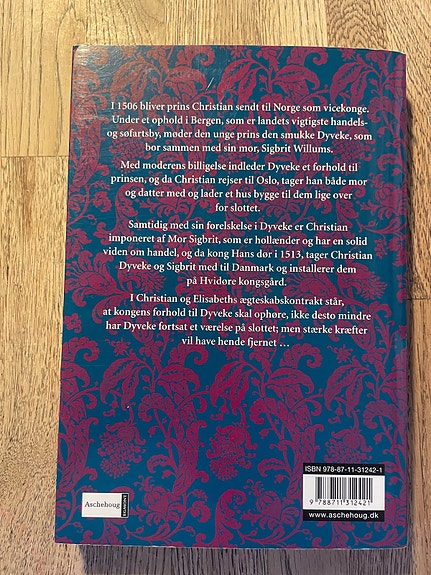 I 1506 bliver prins Christian sendt til Norge som vicekonge.
Under et ophold i Bergen, som er landets vigtigste handels-
og søfartsby, møder den unge prins den smukke Dyveke, som
bor sammen med sin mor, Sigbrit Willums.
Med moderens billigelse indleder Dyveke et forhold til
prinsen, og da Christian rejser til Oslo, tager han både mor
og datter med og lader et hus bygge til dem lige over
for slottet.
Samtidig med sin forelskelse i Dyveke er Christian
imponeret af Mor Sigbrit, som er hollænder og har en solid
viden om handel, og da kong Hans dør i 1513, tager Christian
Dyveke og Sigbrit med til Danmark og installerer dem
på Hvidøre kongsgård.
I Christian og Elisabeths ægteskabskontrakt står,
at kongens forhold til Dyveke skal ophøre, ikke desto mindre
har Dyveke fortsat et værelse på slottet; men stærke kræfter
vil have hende fjernet ...
ISBN 978-87-11-31242-1
9 788711 312421
www.aschehoug.dk
Aschehoug